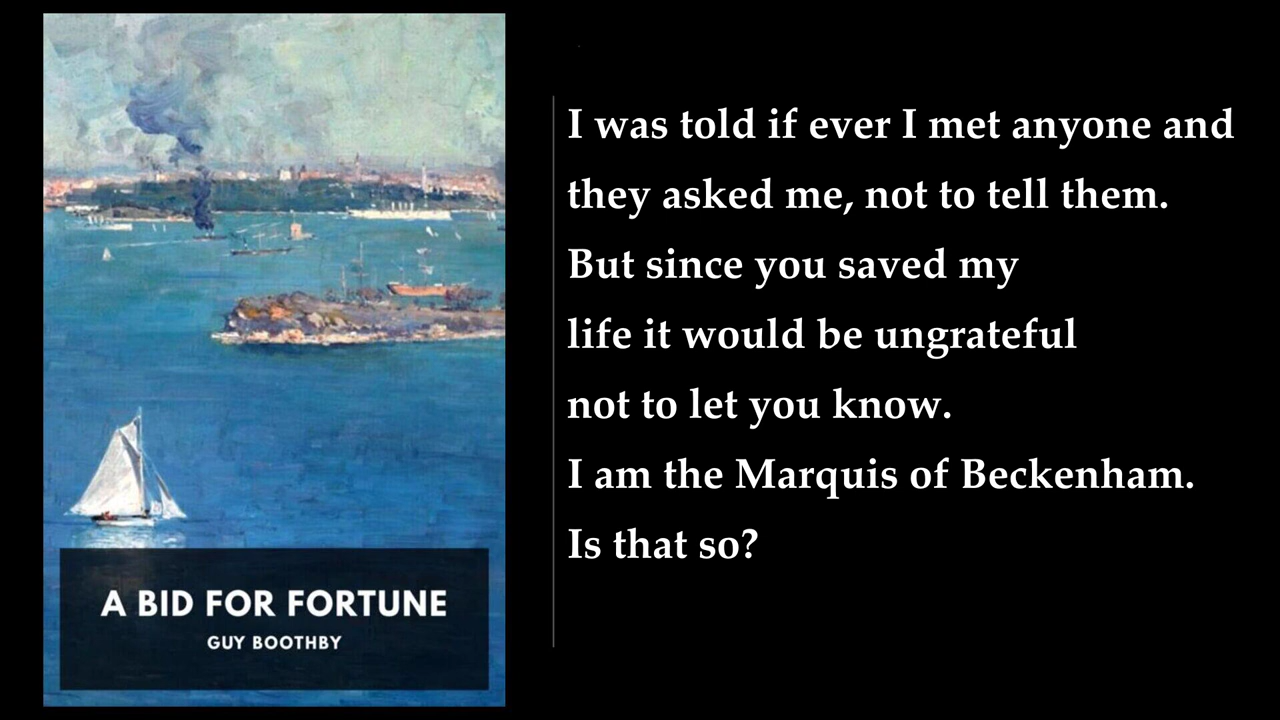 I was told if ever I met anyone and
they asked me, not to tell them.
But since you saved my
life it would be ungrateful
not to let you know.
I am the Marquis of Beckenham.
Is that so?
A BID FOR FORTUNE
GUY BOOTHBY